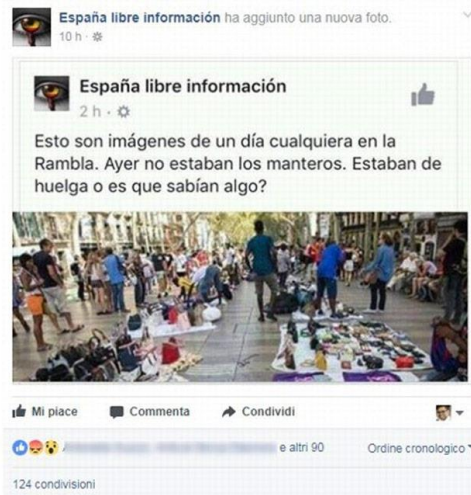 España libre información ha aggiunto una nuova foto.
10 h ·
España libre información
2 h ·
Esto son imágenes de un día cualquiera en la
Rambla. Ayer no estaban los manteros. Estaban de
huelga o es que sabían algo?
Mi piace Commenta Condividi
e altri 90 Ordine cronologico
124 condivisioni